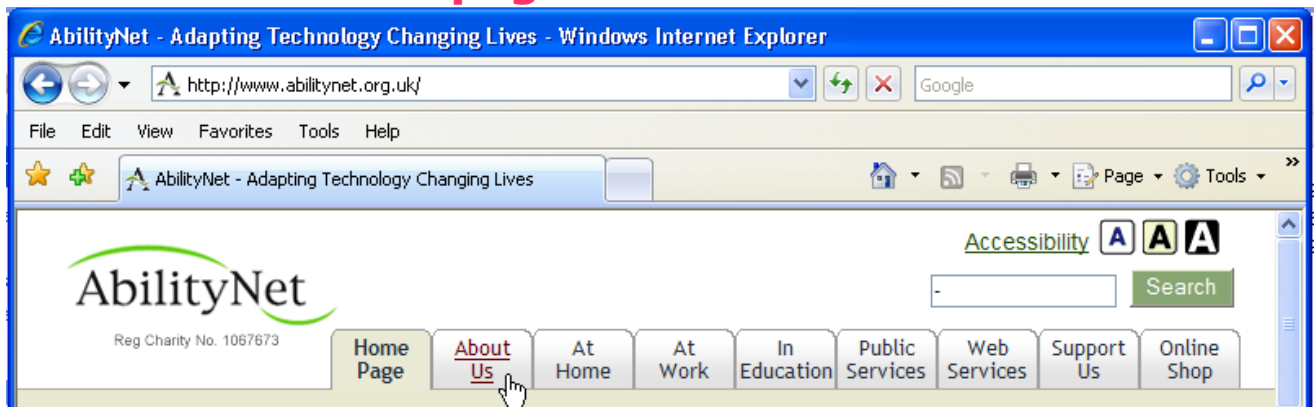 AbilityNet - Adapting Technology Changing Lives - Windows Internet Explorer
http://www.abilitynet.org.uk/
Google
File Edit View Favorites Tools Help
AbilityNet - Adapting Technology Changing Lives
Page Tools »
Accessibility A A A
AbilityNet
- Search
Reg Charity No. 1067673
Home Page
About Us
At Home
At Work
In Education
Public Services
Web Services
Support Us
Online Shop